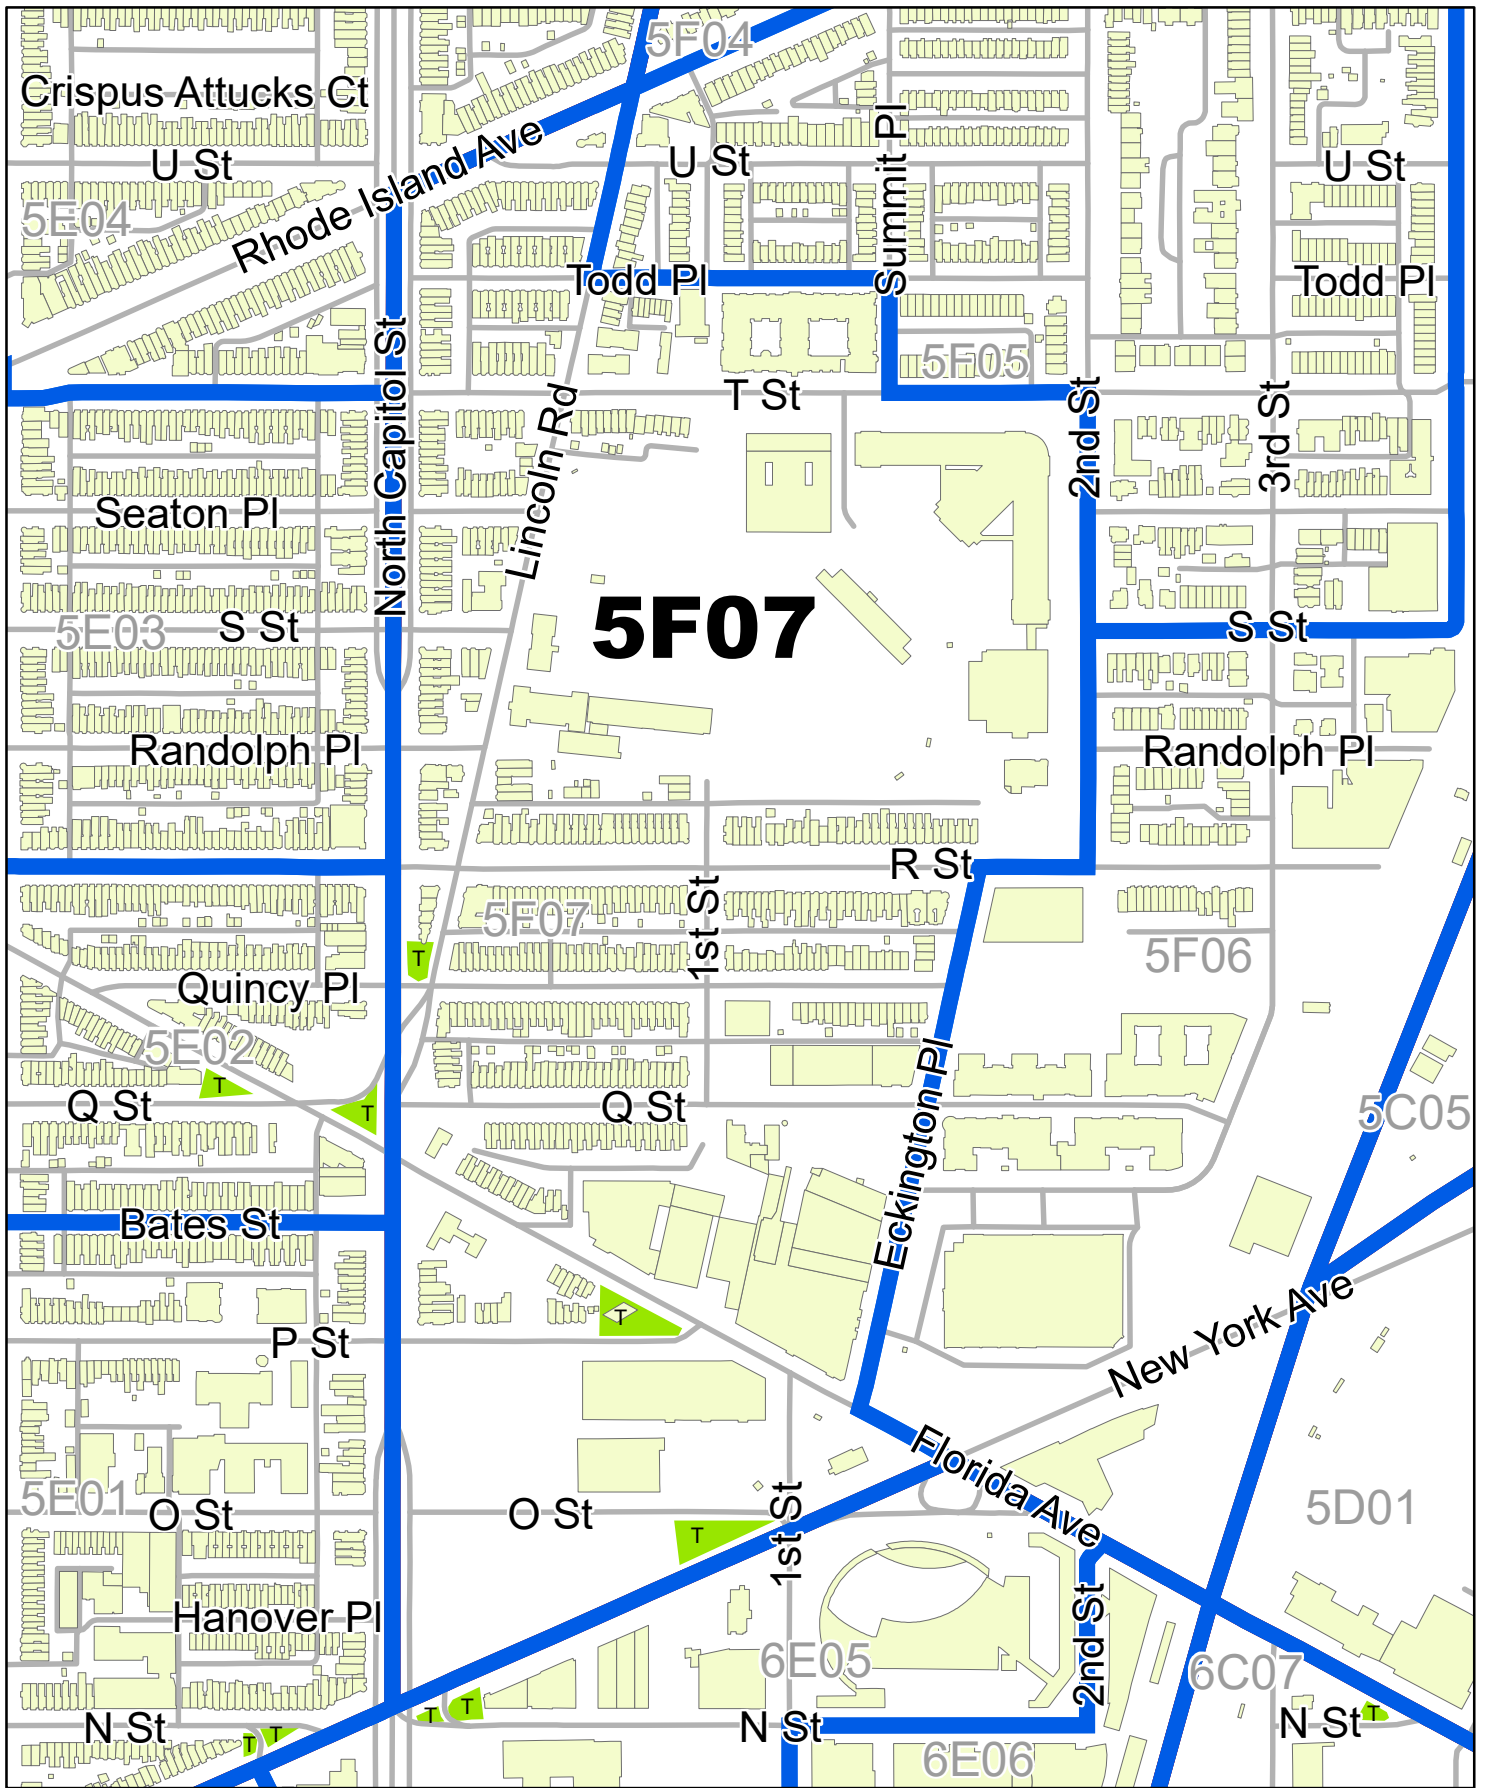 5F04
Crispus Attucks Ct
Rhode Island Ave
Summit Pl
U St
U St
U St
5E04
Todd Pl
Todd Pl
North Capitol St
5F05
T St
Lincoln Rd
2nd St
3rd St
Seaton Pl
5F07
S St
S St
5E03
Randolph Pl
Randolph Pl
R St
5F07
1st St
T
5F06
Quincy Pl
5E02
T
T
Q St
Q St
Eckington Pl
5C05
Bates St
New York Ave
T
P St
Florida Ave
5E01
O St
O St
1st St
T
5D01
Hanover Pl
2nd St
6E05
6C07
T
T
T
T
N St
N St
N St
T
6E06